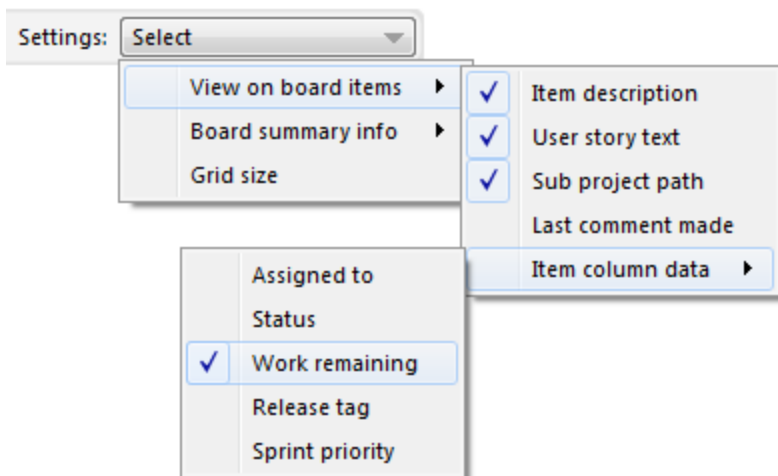 Settings: Select
View on board items
Board summary info
Grid size
Item description
User story text
Sub project path
Last comment made
Item column data
Assigned to
Status
Work remaining
Release tag
Sprint priority